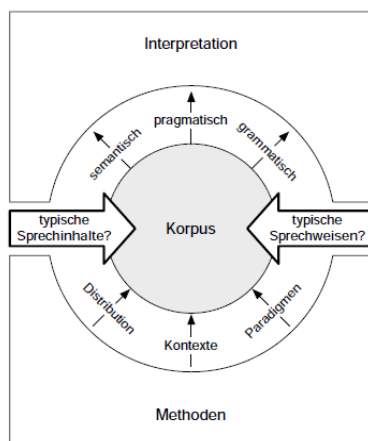 Interpretation
pragmatisch
semantisch
grammatisch
typische
Sprechinhalte?
Korpus
typische
Sprechweisen?
Distribution
Kontexte
Paradigmen
Methoden